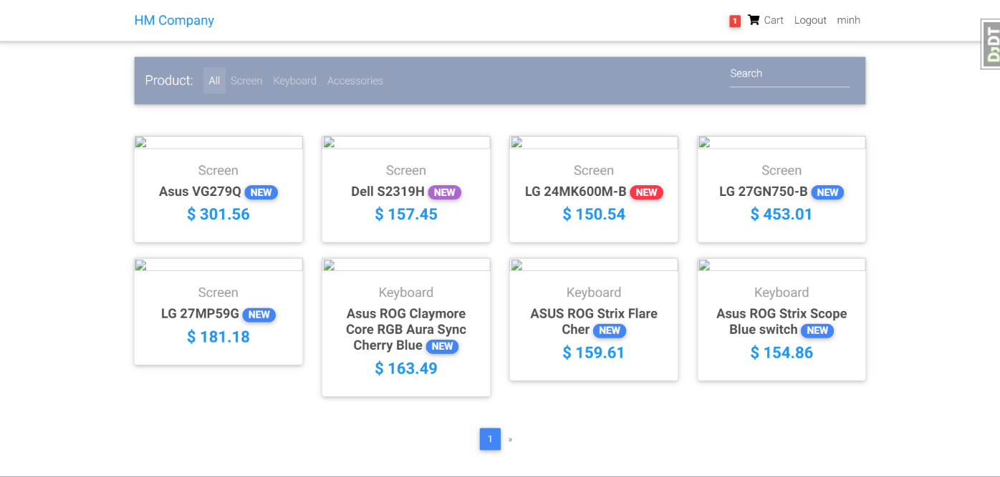 HM Company
1 Cart Logout minh
DJDT
Product: All Screen Keyboard Accessories
Search
Screen
Asus VG279Q NEW
$ 301.56
Screen
Dell S2319H NEW
$ 157.45
Screen
LG 24MK600M-B NEW
$ 150.54
Screen
LG 27GN750-B NEW
$ 453.01
Screen
LG 27MP59G NEW
$ 181.18
Keyboard
Asus ROG Claymore
Core RGB Aura Sync
Cherry Blue NEW
$ 163.49
Keyboard
ASUS ROG Strix Flare
Cher NEW
$ 159.61
Keyboard
Asus ROG Strix Scope
Blue switch NEW
$ 154.86
1 »